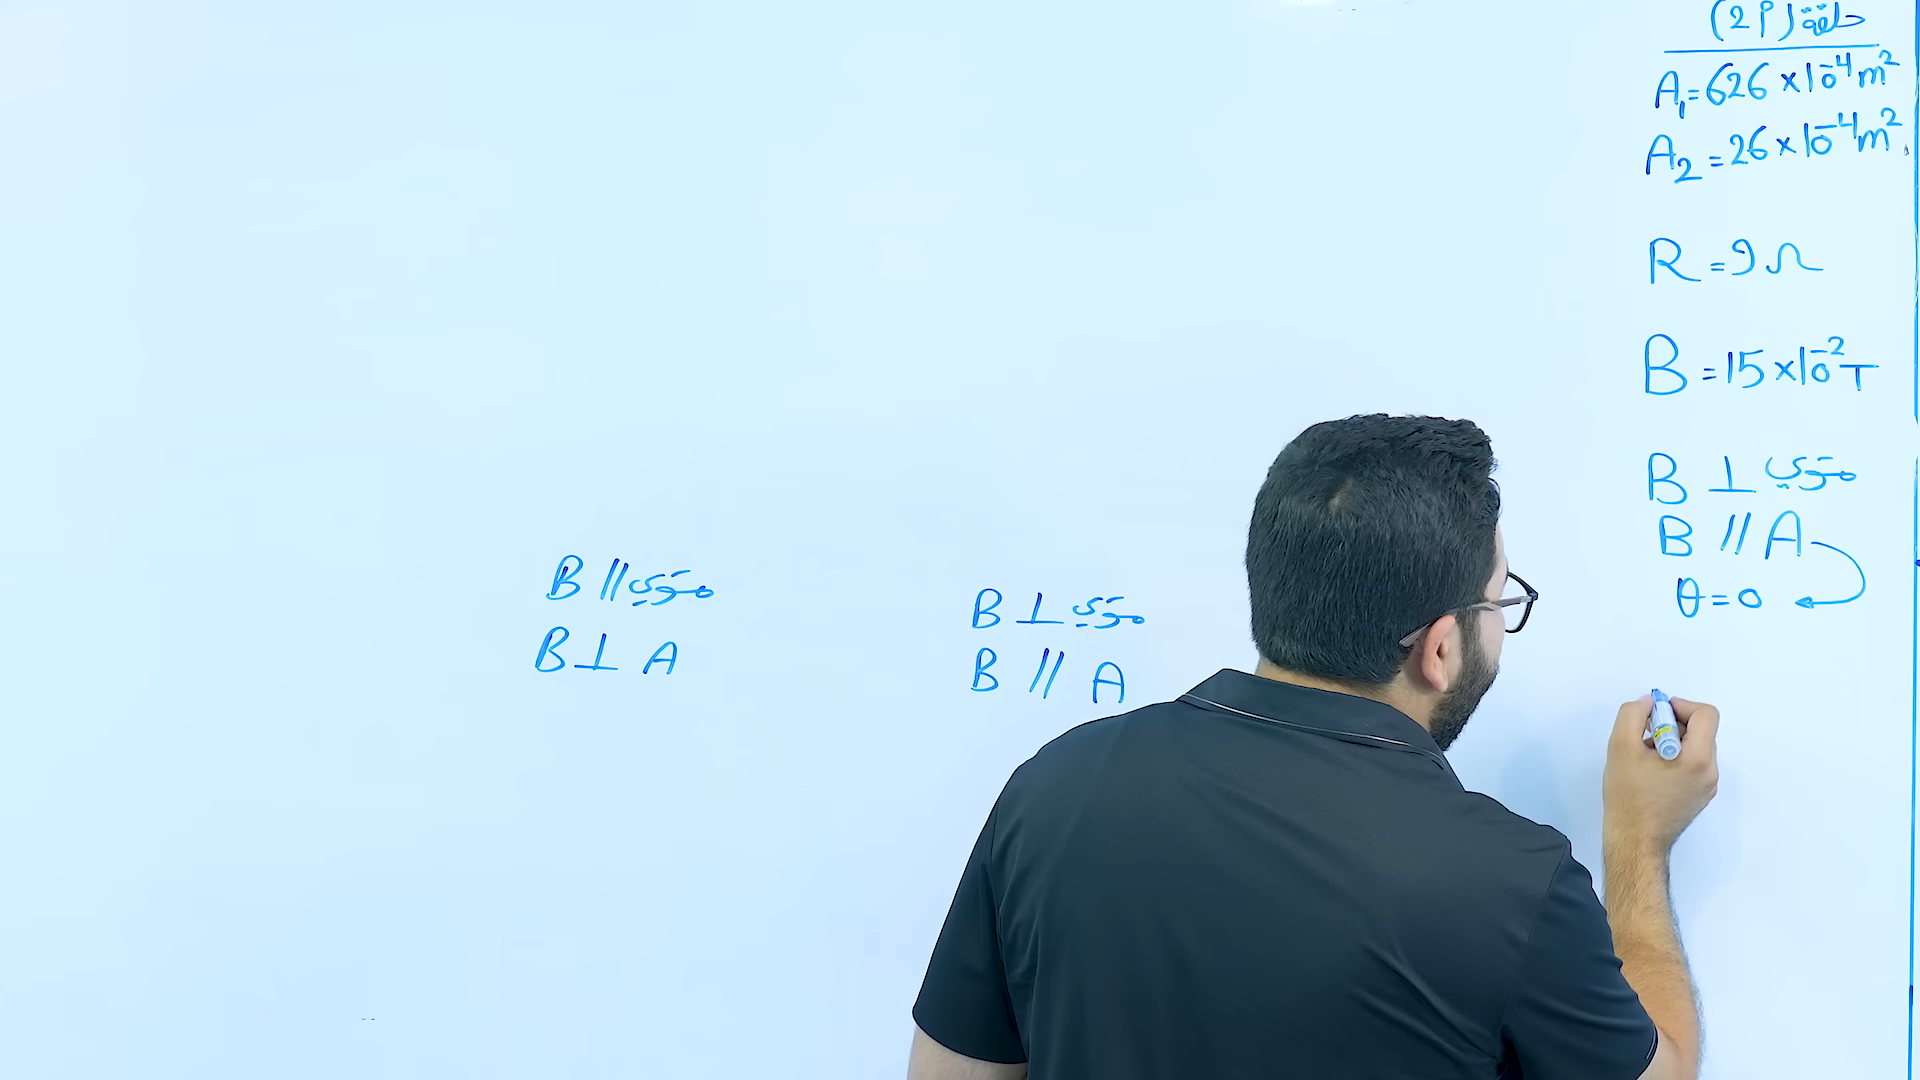 حلقة (2P)
A₁ = 626 × 10⁻⁴ m²
A₂ = 26 × 10⁻⁴ m²
R = 9 Ω
B = 15 × 10⁻² T
B ⊥ مستوي
B // A
θ = 0
B ⊥ مستوي
B // A
B // مستوي
B ⊥ A